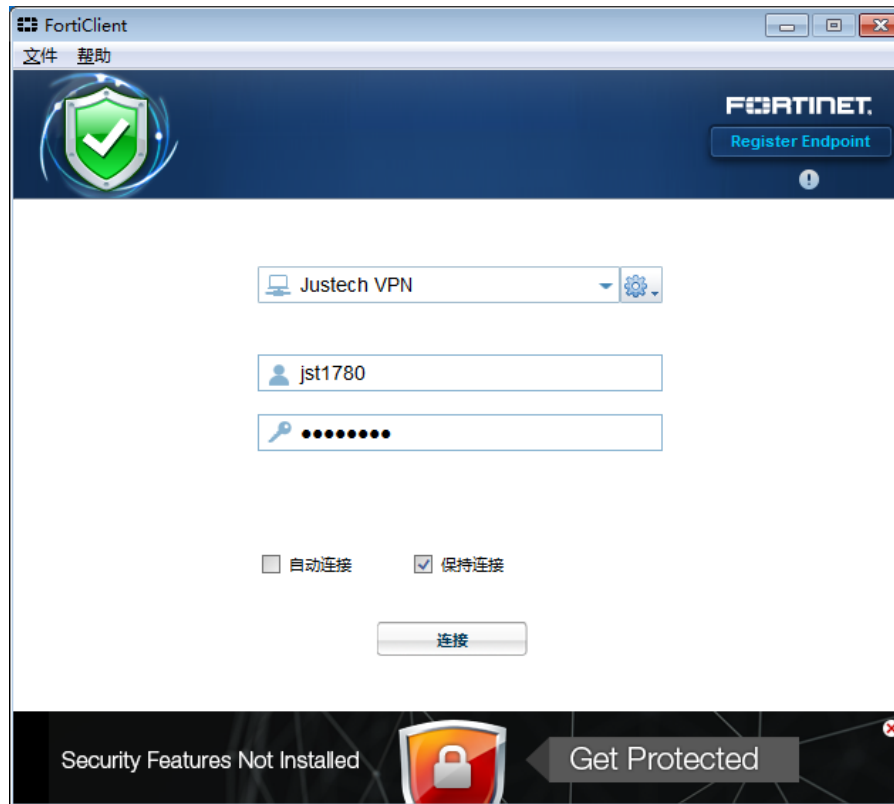 FortiClient
文件 帮助
FORTINET
Register Endpoint
Justech VPN
jst1780
••••••••
自动连接 保持连接
连接
Security Features Not Installed Get Protected